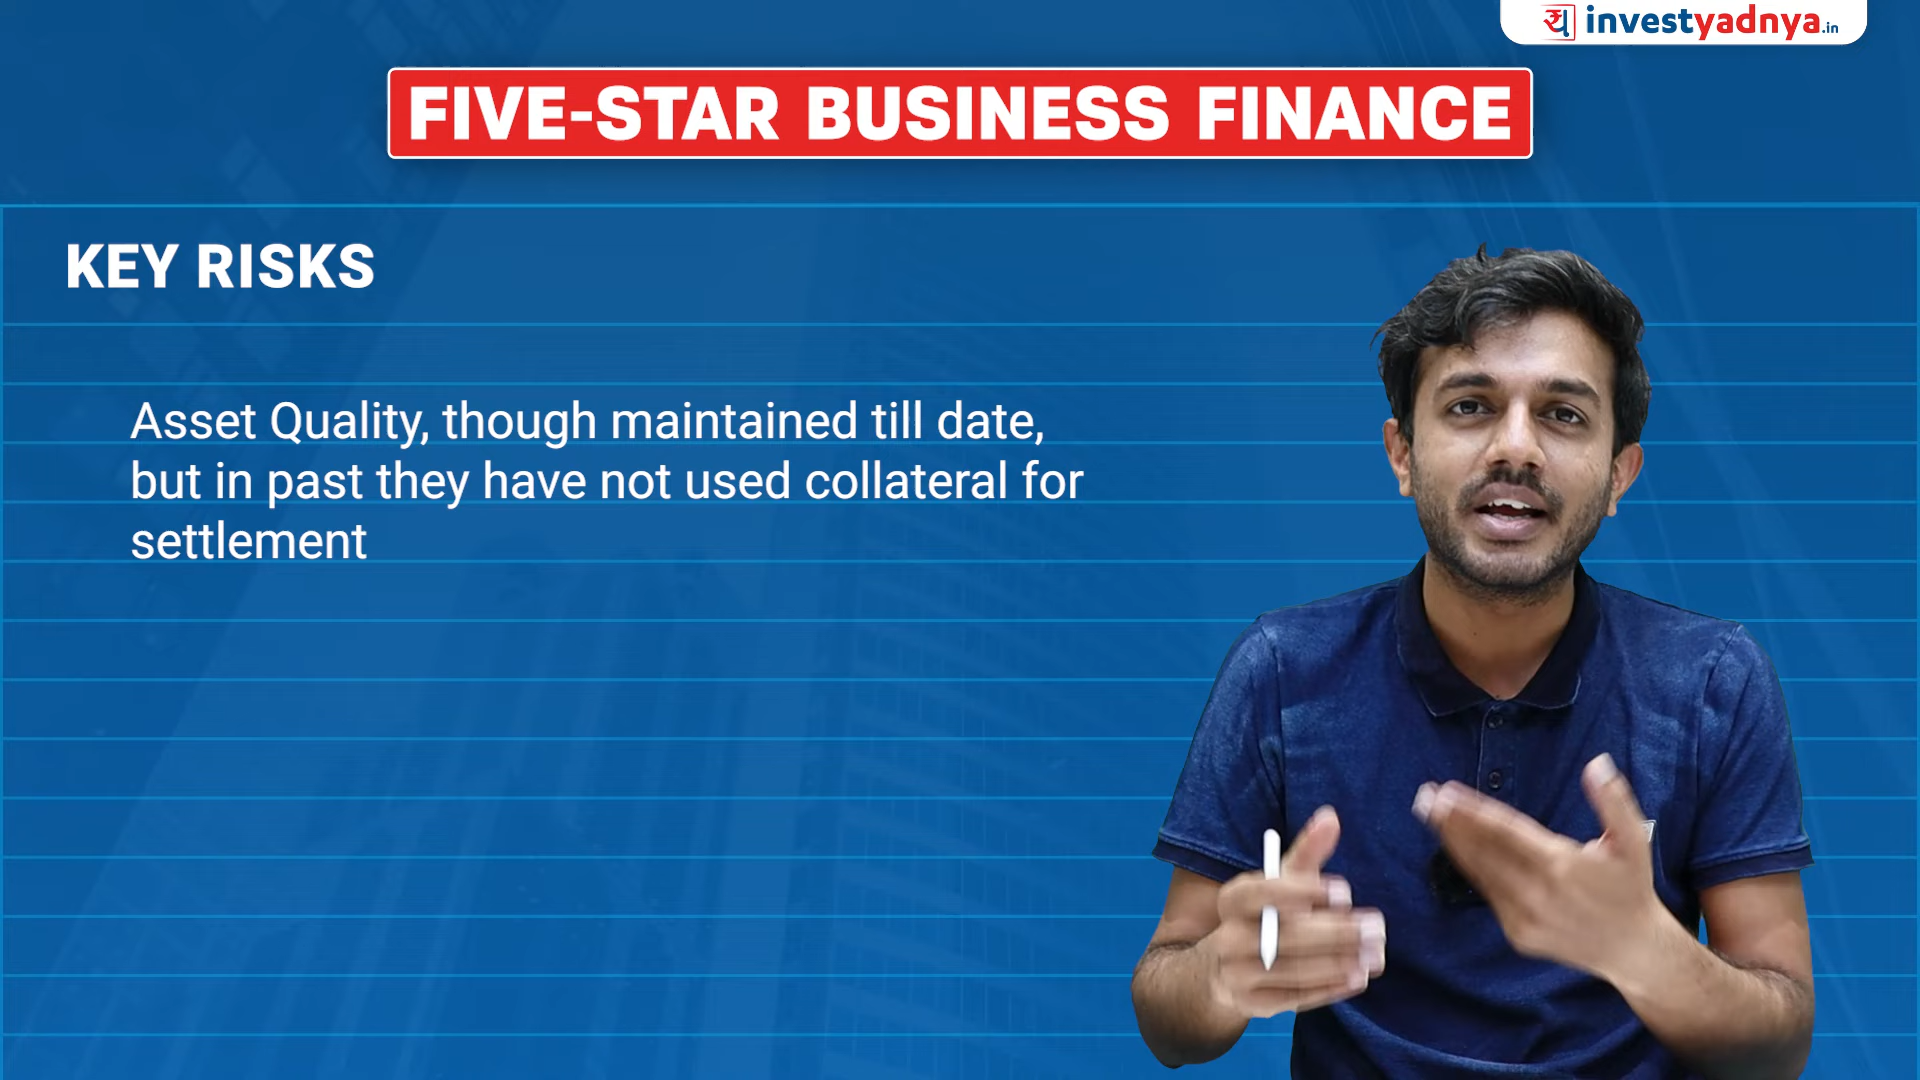 investyadnya.in
FIVE-STAR BUSINESS FINANCE
KEY RISKS
Asset Quality, though maintained till date,
but in past they have not used collateral for
settlement